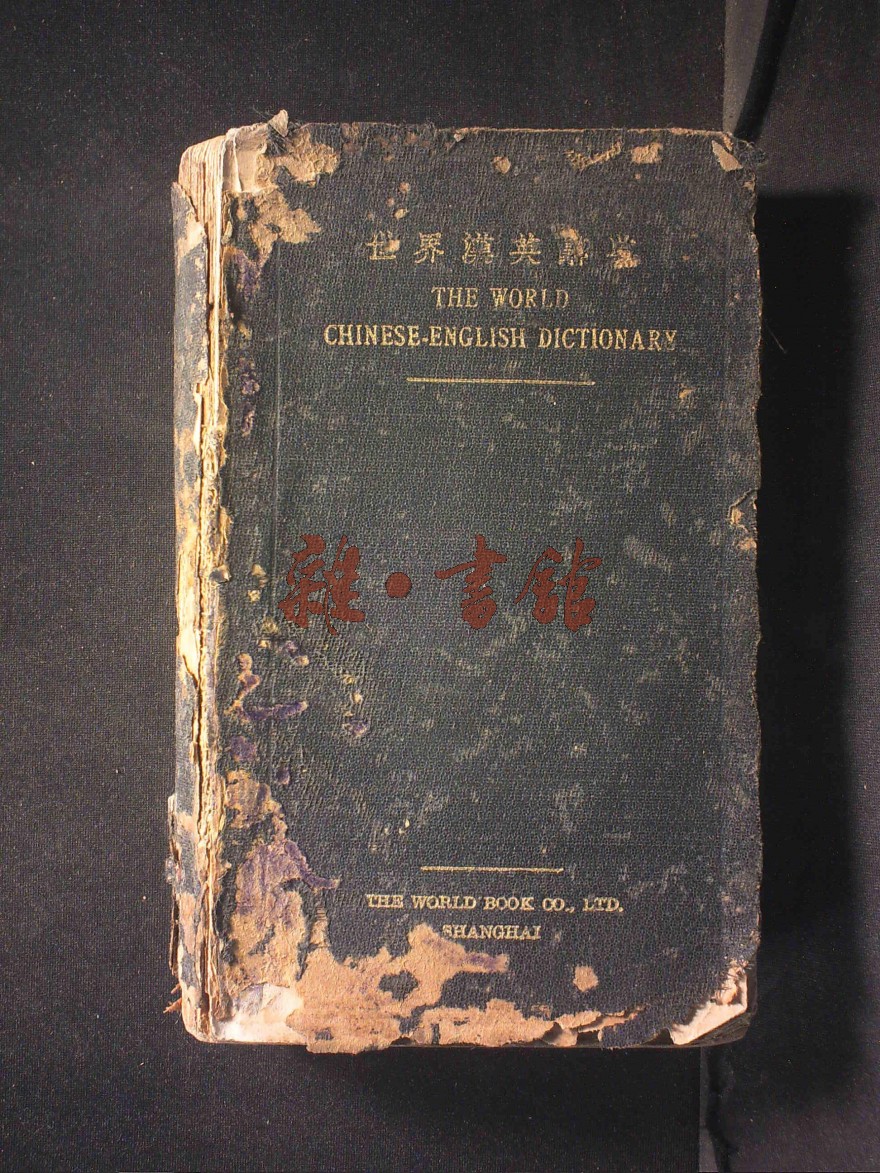 世界漢英辭典
THE WORLD
CHINESE-ENGLISH DICTIONARY
雜·書館
THE WORLD BOOK CO., LTD.
SHANGHAI